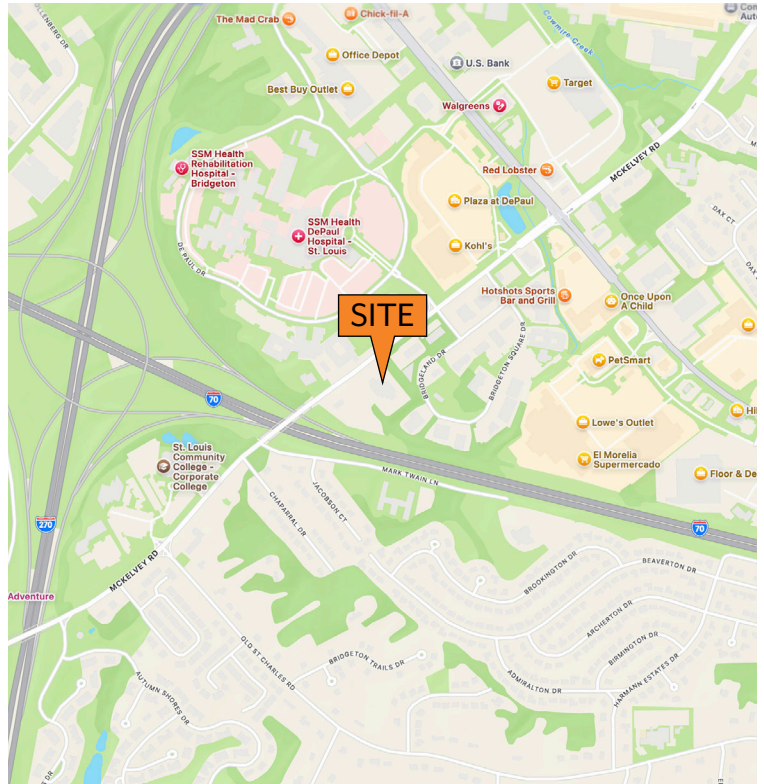 OLLENBERG DR
The Mad Crab
Chick-fil-A
Cowmire Creek
Office Depot
U.S. Bank
Target
Best Buy Outlet
Walgreens
MCKELVEY RD
SSM Health
Rehabilitation
Hospital -
Bridgeton
Red Lobster
SSM Health
DePaul
Hospital -
St. Louis
Plaza at DePaul
Kohl's
DAX CT
DE PAUL DR
Hotshots Sports
Bar and Grill
Once Upon
A Child
SITE
BRIDGELAND DR
BRIDGETON SQUARE DR
PetSmart
70
Lowe's Outlet
St. Louis
Community
College -
Corporate
College
El Morelia
Supermercado
Floor & De
MARK TWAIN LN
JACOBSON CT
CHAPARRAL DR
270
70
MCKELVEY RD
Adventure
BROOKINGTON DR
BEAVERTON DR
ARCHERTON DR
BIRMINGTON DR
OLD ST CHARLES RD
BRIDGETON TRAILS DR
ADMIRALTON DR
HARMANN ESTATES DR
AUTUMN SHORES DR